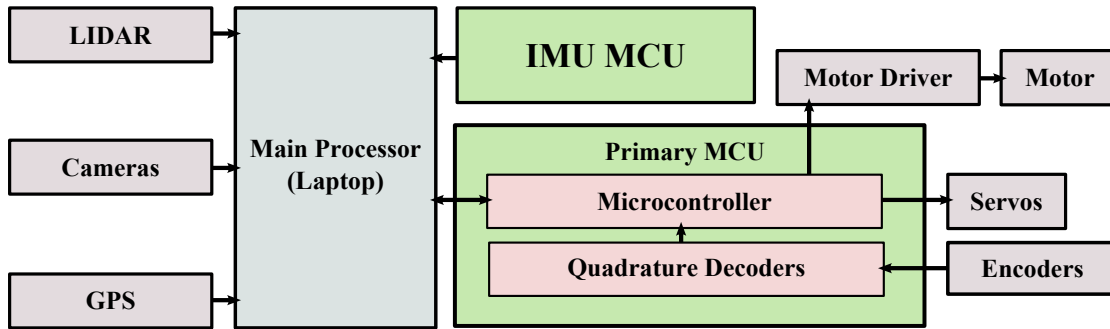 LIDAR
Cameras
GPS
Main Processor
(Laptop)
IMU MCU
Motor Driver
Motor
Primary MCU
Microcontroller
Servos
Quadrature Decoders
Encoders